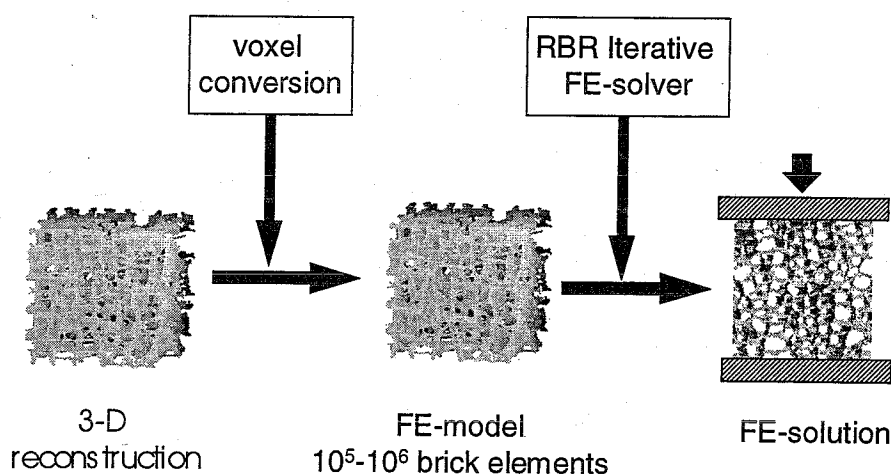 voxel
conversion
RBR Iterative
FE-solver
3-D
reconstruction
FE-model
10⁵-10⁶ brick elements
FE-solution